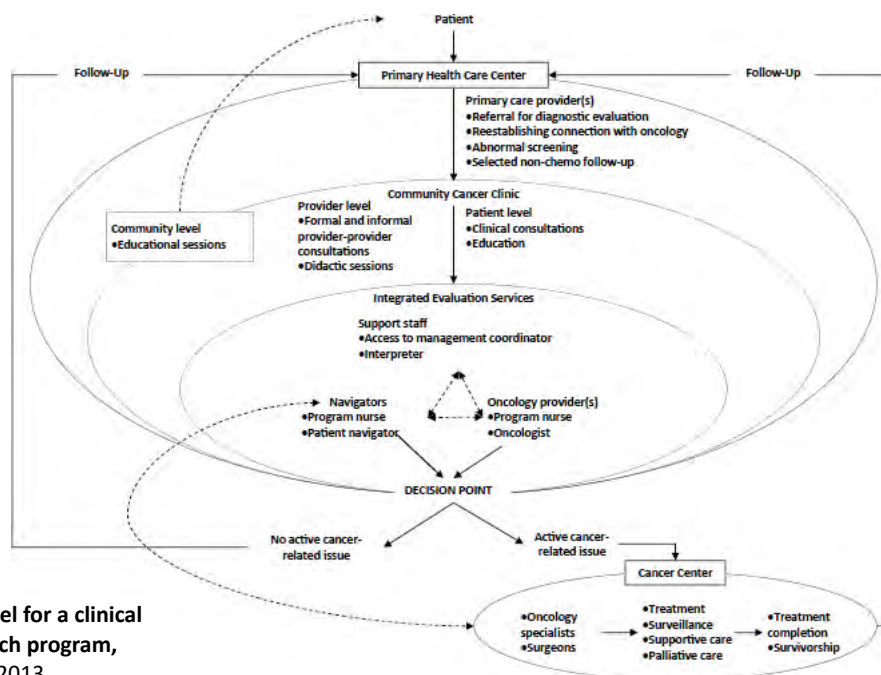 Patient
Follow-Up
Primary Health Care Center
Follow-Up
Primary care provider(s)
•Referral for diagnostic evaluation
•Reestablishing connection with oncology
•Abnormal screening
•Selected non-chemo follow-up
Community Cancer Clinic
Community level
•Educational sessions
Provider level
•Formal and informal
provider-provider
consultations
•Didactic sessions
Patient level
•Clinical consultations
•Education
Integrated Evaluation Services
Support staff
•Access to management coordinator
•Interpreter
Navigators
•Program nurse
•Patient navigator
Oncology provider(s)
•Program nurse
•Oncologist
DECISION POINT
No active cancer-
related issue
Active cancer-
related issue
Cancer Center
•Oncology
specialists
•Surgeons
•Treatment
•Surveillance
•Supportive care
•Palliative care
•Treatment
completion
•Survivorship
el for a clinical
ch program,
2013